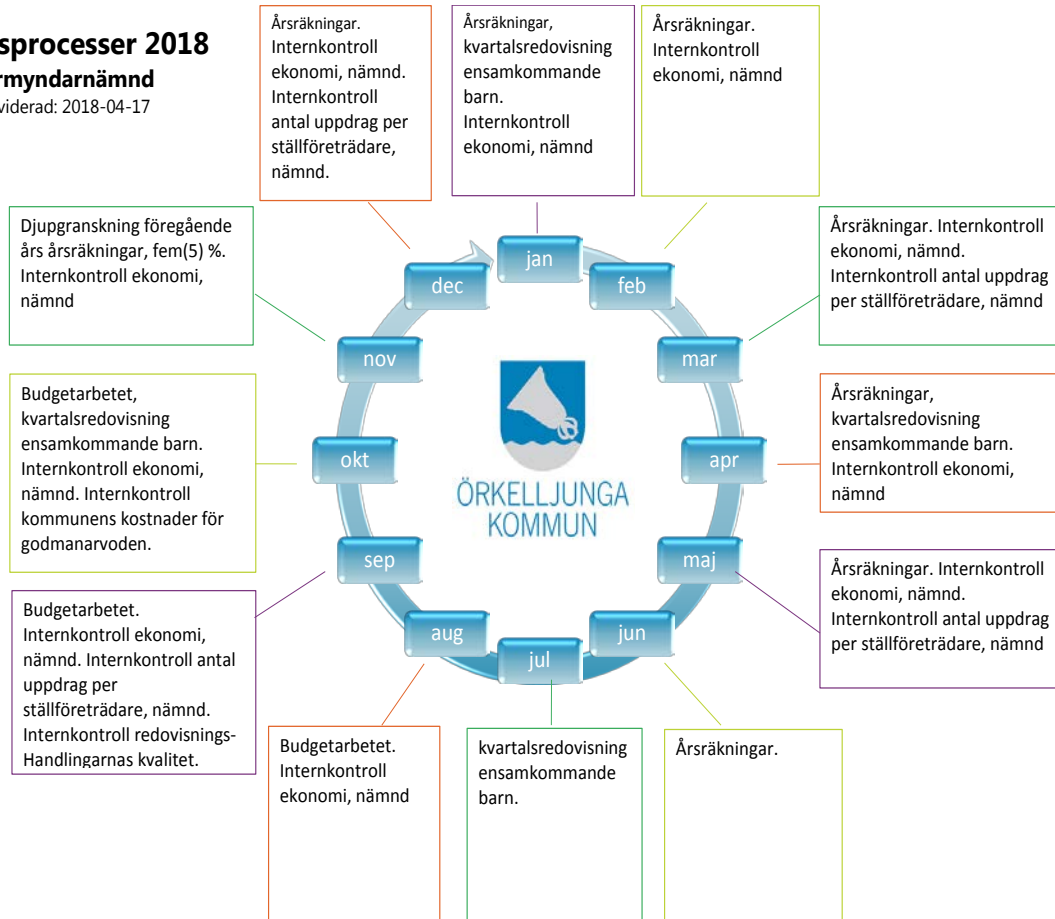 sprocesser 2018
rmyndarnämnd
viderad: 2018-04-17
Årsräkningar.
Internkontroll
ekonomi, nämnd.
Internkontroll
antal uppdrag per
ställföreträdare,
nämnd.
Årsräkningar,
kvartalsredovisning
ensamkommande
barn.
Internkontroll
ekonomi, nämnd
Årsräkningar.
Internkontroll
ekonomi, nämnd
Djupgranskning föregående
års årsräkningar, fem(5) %.
Internkontroll ekonomi,
nämnd
Årsräkningar. Internkontroll
ekonomi, nämnd.
Internkontroll antal uppdrag
per ställföreträdare, nämnd
jan
dec
feb
nov
mar
Budgetarbetet,
kvartalsredovisning
ensamkommande barn.
Internkontroll ekonomi,
nämnd. Internkontroll
kommunens kostnader för
godmanarvoden.
Årsräkningar,
kvartalsredovisning
ensamkommande barn.
Internkontroll ekonomi,
nämnd
okt
apr
ÖRKELLJUNGA
KOMMUN
sep
maj
Budgetarbetet.
Internkontroll ekonomi,
nämnd. Internkontroll antal
uppdrag per
ställföreträdare, nämnd.
Internkontroll redovisnings-
Handlingarnas kvalitet.
Årsräkningar. Internkontroll
ekonomi, nämnd.
Internkontroll antal uppdrag
per ställföreträdare, nämnd
aug
jun
jul
Budgetarbetet.
Internkontroll
ekonomi, nämnd
kvartalsredovisning
ensamkommande
barn.
Årsräkningar.